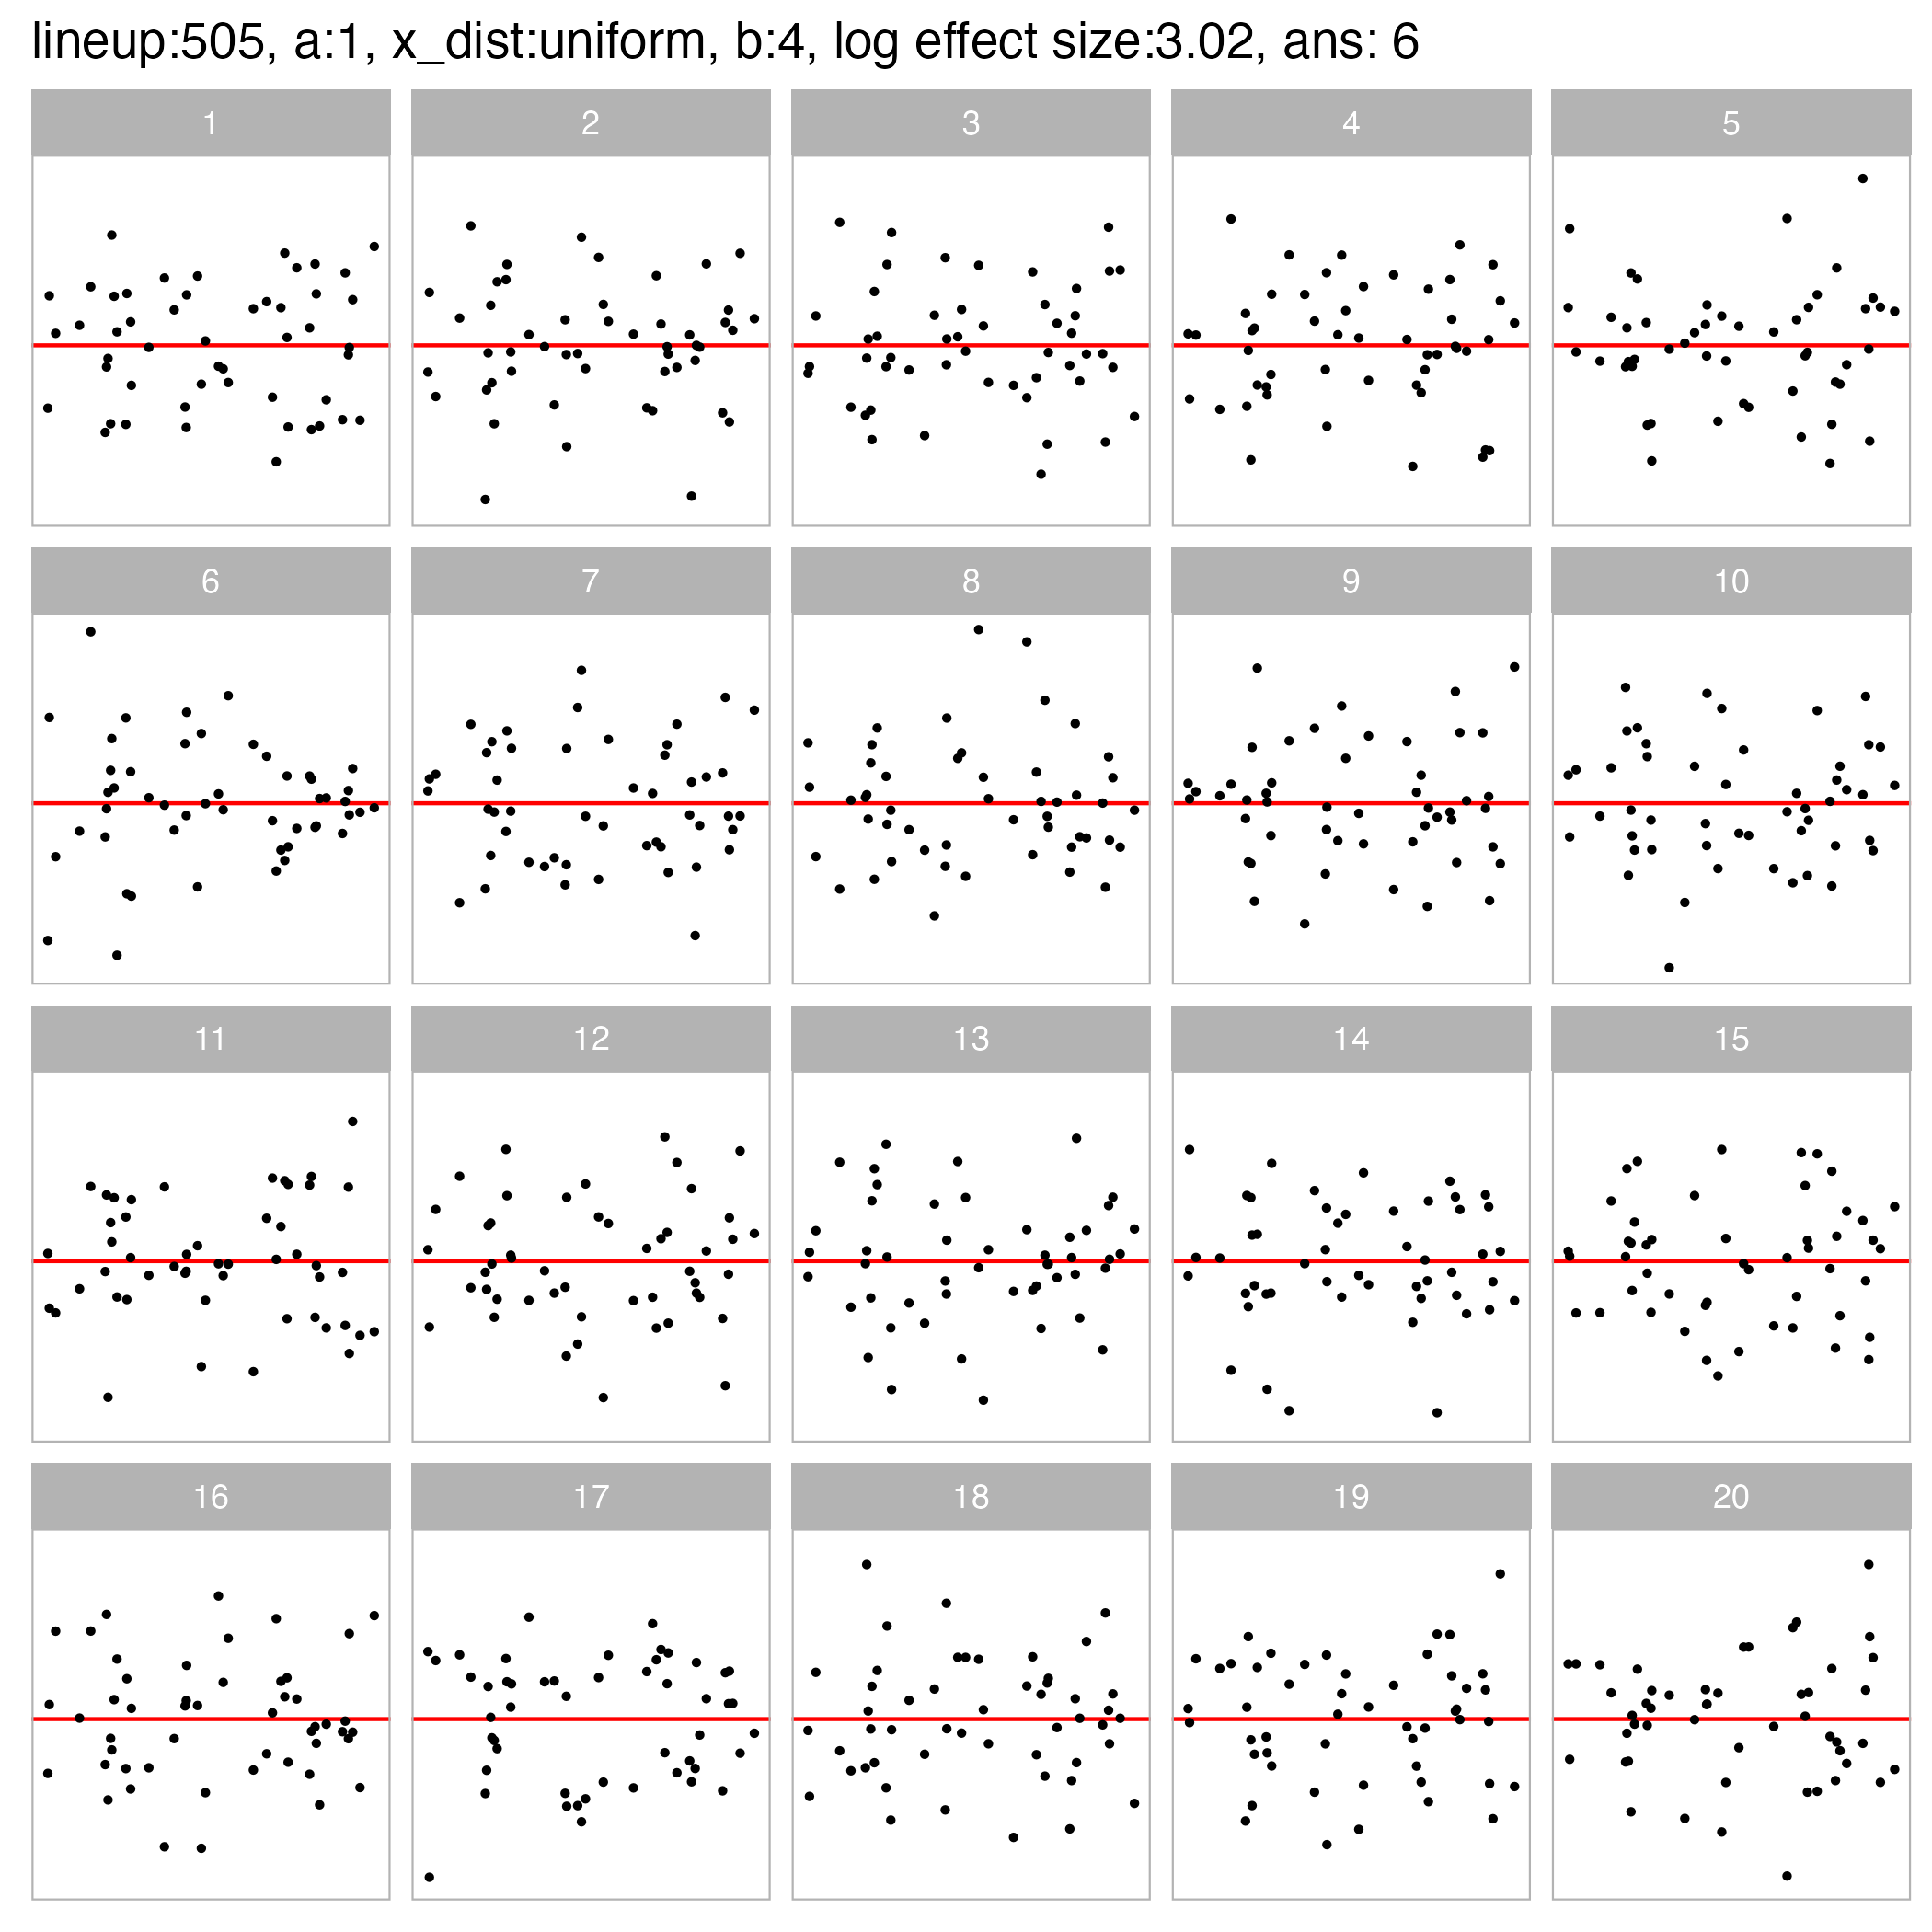 lineup:505, a:1, x_dist:uniform, b:4, log effect size:3.02, ans: 6
1 2 3 4 5
6 7 8 9 10
11 12 13 14 15
16 17 18 19 20